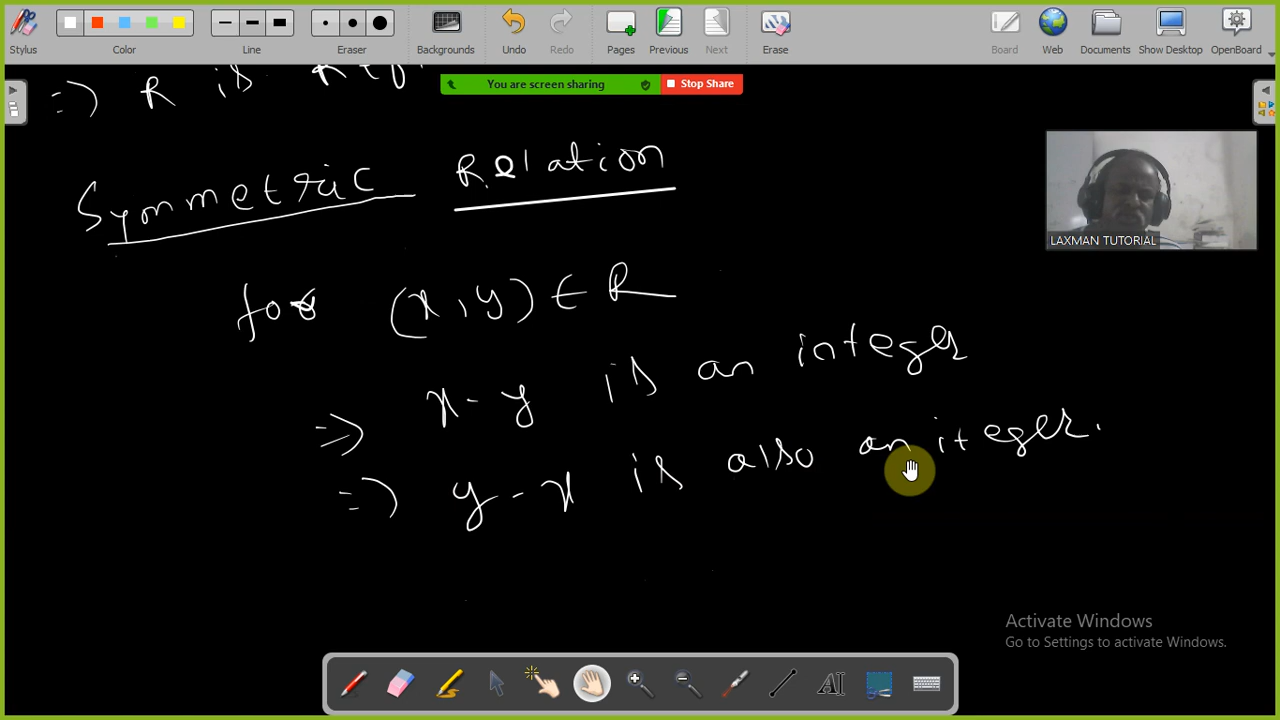 Stylus Color Line Eraser Backgrounds Undo Redo Pages Previous Next Erase Board Web Documents Show Desktop OpenBoard
You are screen sharing Stop Share
=> R is
Symmetric Relation
LAXMAN TUTORIAL
for (x,y) ∈ R
=> x-y is an integer
=> y-x is also an iteger.
Activate Windows
Go to Settings to activate Windows.